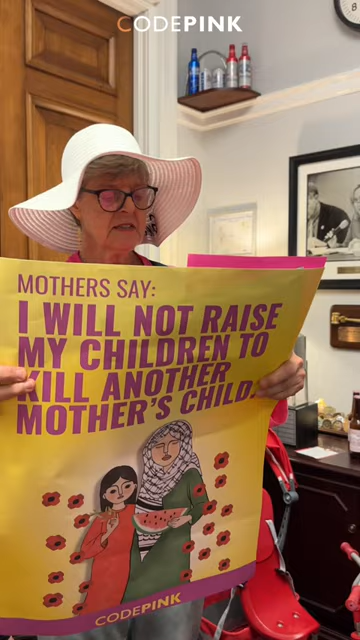 CODEPINK
MOTHERS SAY:
I WILL NOT RAISE
MY CHILDREN TO
KILL ANOTHER
MOTHER'S CHILD.
CODEPINK